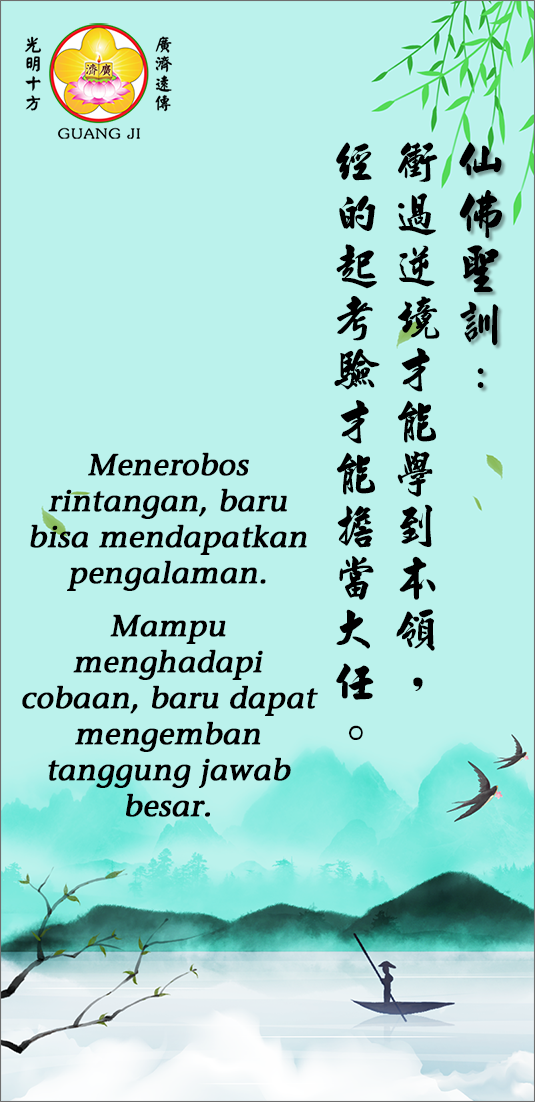 光明十方
廣濟遠傳
濟廣
GUANG JI
仙佛聖訓：
衝過逆境才能學到本領，
經的起考驗才能擔當大任。
Menerobos
rintangan, baru
bisa mendapatkan
pengalaman.
Mampu
menghadapi
cobaan, baru dapat
mengemban
tanggung jawab
besar.